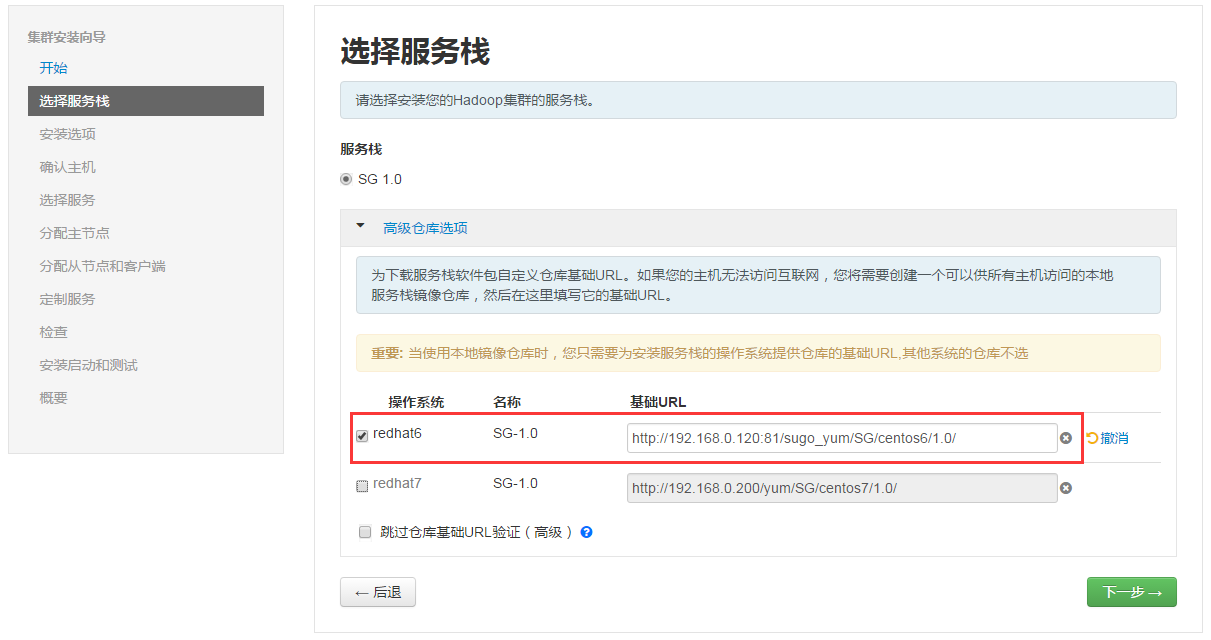 集群安装向导
开始
选择服务栈
安装选项
确认主机
选择服务
分配主节点
分配从节点和客户端
定制服务
检查
安装启动和测试
概要
选择服务栈
请选择安装您的Hadoop集群的服务栈。
服务栈
SG 1.0
高级仓库选项
为下载服务栈软件包自定义仓库基础URL。如果您的主机无法访问互联网，您将需要创建一个可以供所有主机访问的本地
服务栈镜像仓库，然后在这里填写它的基础URL。
重要: 当使用本地镜像仓库时，您只需要为安装服务栈的操作系统提供仓库的基础URL,其他系统的仓库不选
操作系统 名称 基础URL
redhat6 SG-1.0 http://192.168.0.120:81/sugo_yum/SG/centos6/1.0/ 撤消
redhat7 SG-1.0 http://192.168.0.200/yum/SG/centos7/1.0/
跳过仓库基础URL验证（高级） ?
← 后退 下一步 →